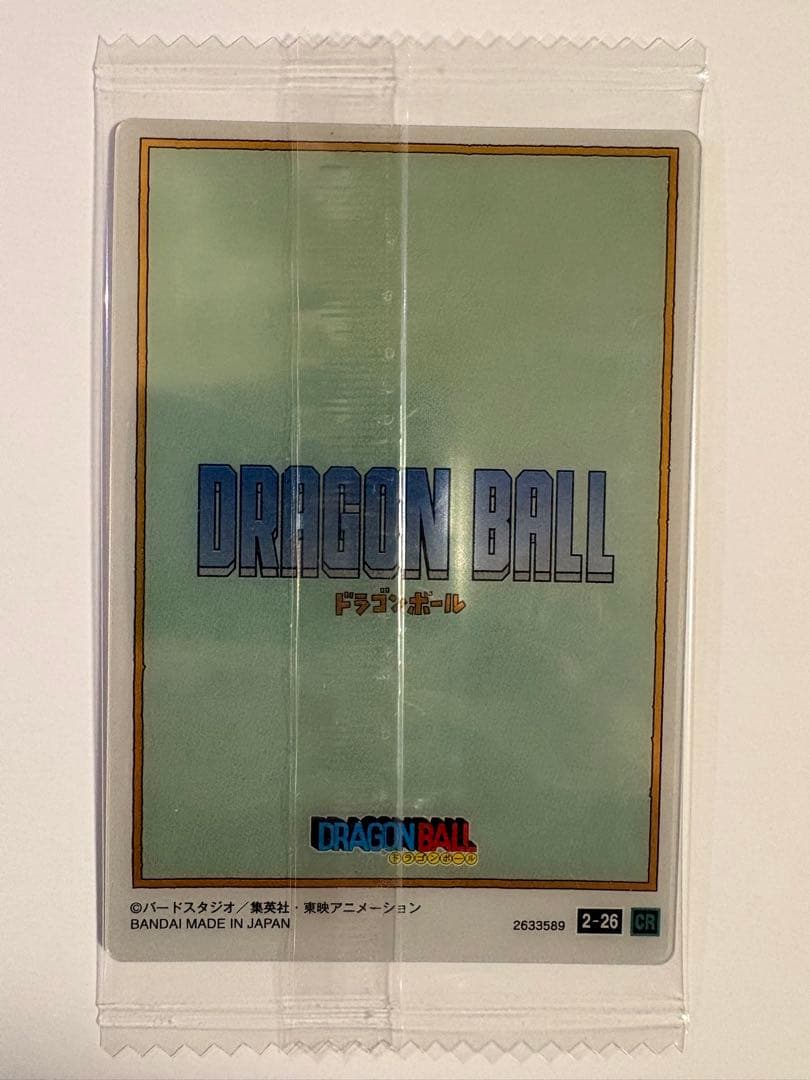 DRAGON BALL
ドラゴンボール
DRAGONBALL
ドラゴンボール
©バードスタジオ／集英社・東映アニメーション
BANDAI MADE IN JAPAN
2633589 2-26 CR